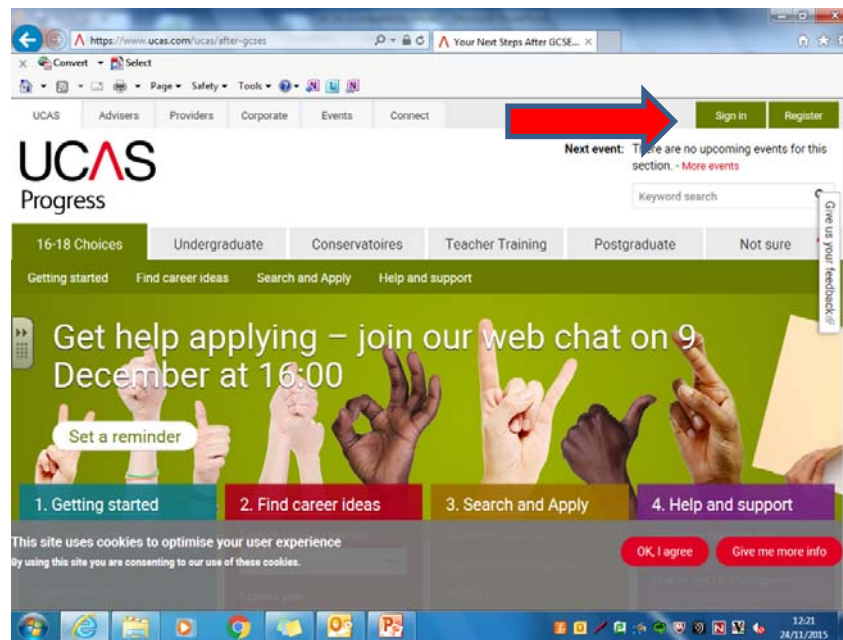 https://www.ucas.com/ucas/after-gcses
Your Next Steps After GCSE...
Convert
Select
Page
Safety
Tools
UCAS
Advisers
Providers
Corporate
Events
Connect
Sign in
Register
UCAS
Progress
Next event: There are no upcoming events for this
section. - More events
Keyword search
Give us your feedback
16-18 Choices
Undergraduate
Conservatoires
Teacher Training
Postgraduate
Not sure
Getting started
Find career ideas
Search and Apply
Help and support
Get help applying – join our web chat on 9
December at 16:00
Set a reminder
1. Getting started
2. Find career ideas
3. Search and Apply
4. Help and support
This site uses cookies to optimise your user experience
By using this site you are consenting to our use of these cookies.
OK, I agree
Give me more info
12:21
24/11/2015